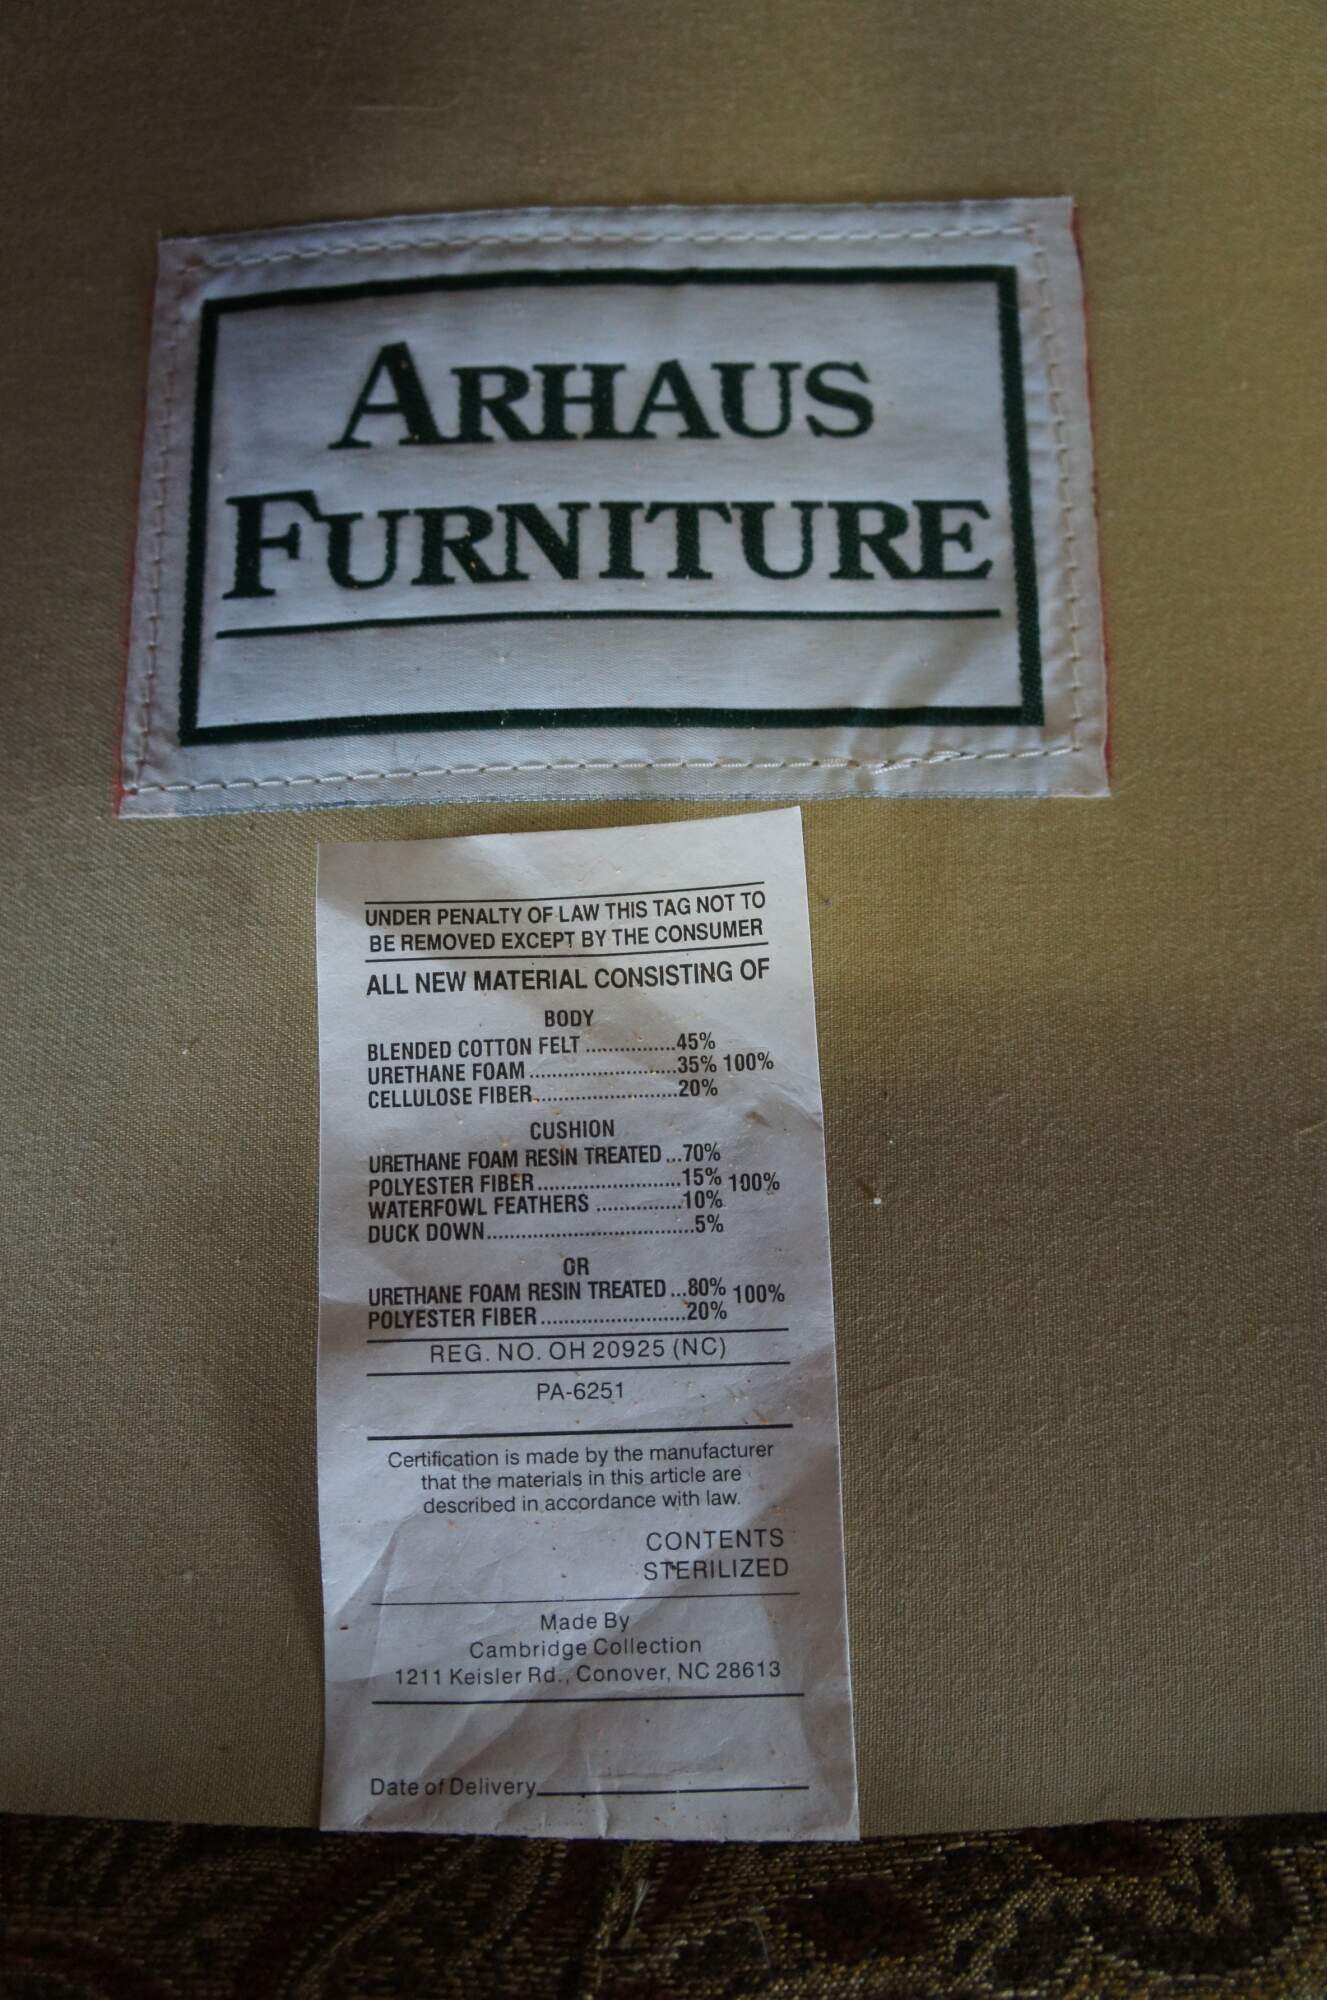 ARHAUS
FURNITURE
UNDER PENALTY OF LAW THIS TAG NOT TO
BE REMOVED EXCEPT BY THE CONSUMER
ALL NEW MATERIAL CONSISTING OF
BODY
BLENDED COTTON FELT ................45%
URETHANE FOAM..........................35% 100%
CELLULOSE FIBER.........................20%
CUSHION
URETHANE FOAM RESIN TREATED ...70%
POLYESTER FIBER.........................15% 100%
WATERFOWL FEATHERS ...............10%
DUCK DOWN....................................5%
OR
URETHANE FOAM RESIN TREATED ...80% 100%
POLYESTER FIBER.........................20%
REG. NO. OH 20925 (NC)
PA-6251
Certification is made by the manufacturer
that the materials in this article are
described in accordance with law.
CONTENTS
STERILIZED
Made By
Cambridge Collection
1211 Keisler Rd., Conover, NC 28613
Date of Delivery